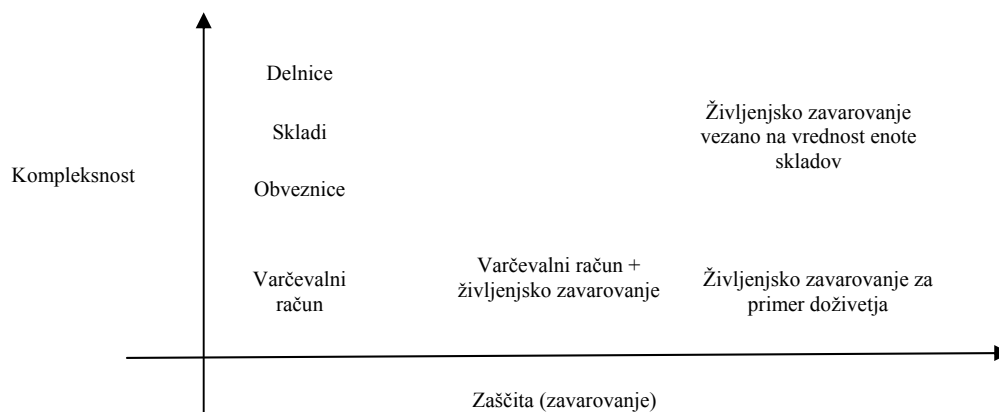 Delnice
Skladi
Obveznice
Varčevalni
račun
Kompleksnost
Varčevalni račun +
življenjsko zavarovanje
Življenjsko zavarovanje
vezano na vrednost enote
skladov
Življenjsko zavarovanje za
primer doživetja
Zaščita (zavarovanje)